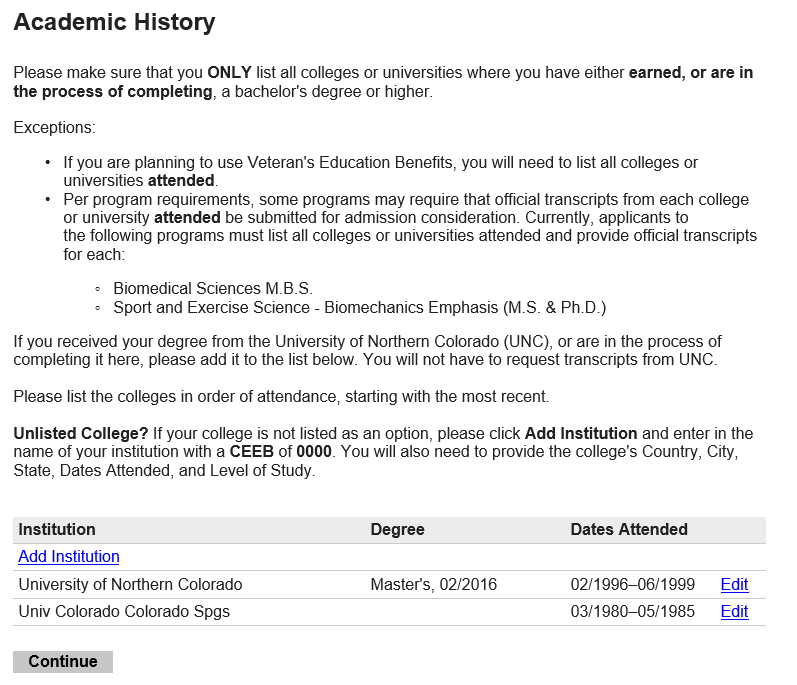 Academic History
Please make sure that you ONLY list all colleges or universities where you have either earned, or are in
the process of completing, a bachelor's degree or higher.
Exceptions:
• If you are planning to use Veteran's Education Benefits, you will need to list all colleges or
universities attended.
• Per program requirements, some programs may require that official transcripts from each college
or university attended be submitted for admission consideration. Currently, applicants to
the following programs must list all colleges or universities attended and provide official transcripts
for each:
◦ Biomedical Sciences M.B.S.
◦ Sport and Exercise Science - Biomechanics Emphasis (M.S. & Ph.D.)
If you received your degree from the University of Northern Colorado (UNC), or are in the process of
completing it here, please add it to the list below. You will not have to request transcripts from UNC.
Please list the colleges in order of attendance, starting with the most recent.
Unlisted College? If your college is not listed as an option, please click Add Institution and enter in the
name of your institution with a CEEB of 0000. You will also need to provide the college's Country, City,
State, Dates Attended, and Level of Study.
Institution Degree Dates Attended
Add Institution
University of Northern Colorado Master's, 02/2016 02/1996–06/1999 Edit
Univ Colorado Colorado Spgs 03/1980–05/1985 Edit
Continue